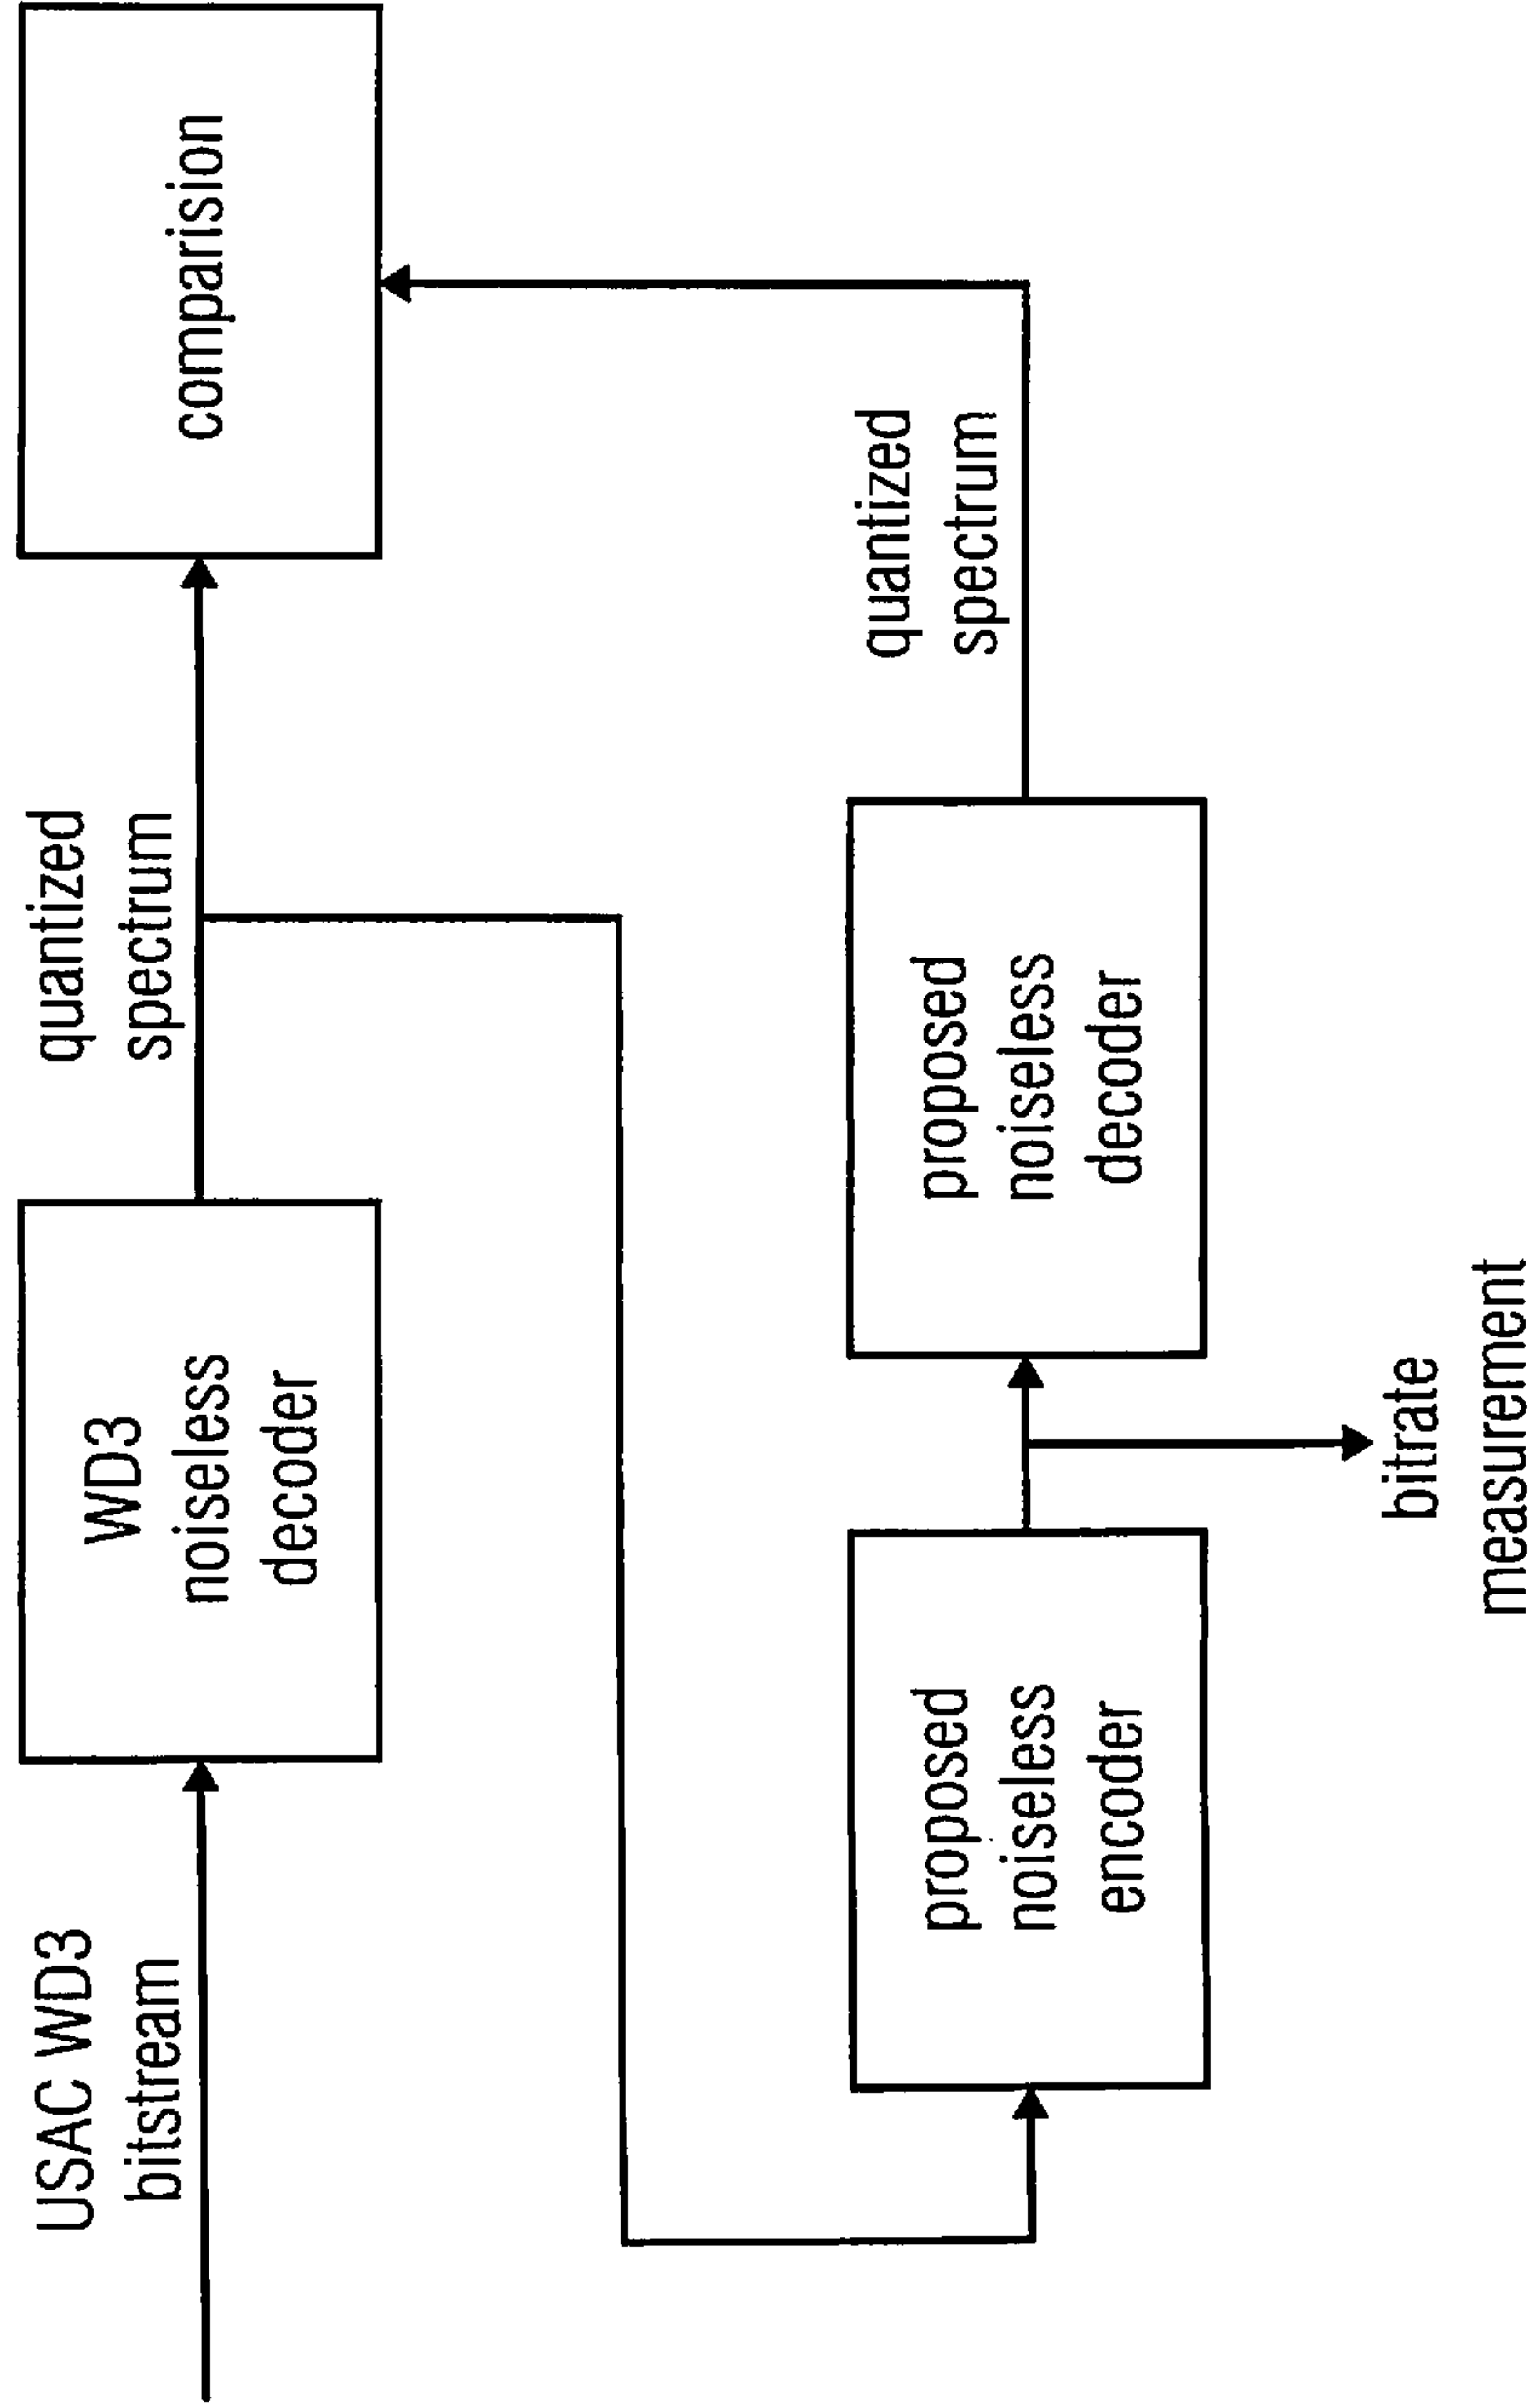 USAC WD3
bitstream
WD3
noiseless
decoder
quantized
spectrum
comparision
proposed
noiseless
encoder
bitrate
measurement
proposed
noiseless
decoder
quantized
spectrum